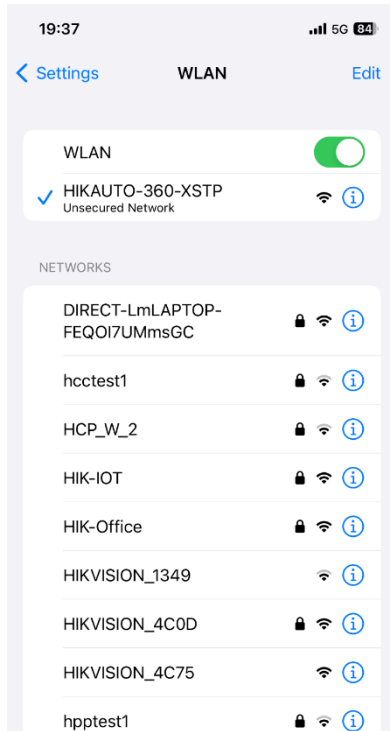 19:37 5G 84
Settings WLAN Edit
WLAN
HIKAUTO-360-XSTP
Unsecured Network
NETWORKS
DIRECT-LmLAPTOP-
FEQOI7UMmsGC
hcctest1
HCP_W_2
HIK-IOT
HIK-Office
HIKVISION_1349
HIKVISION_4C0D
HIKVISION_4C75
hpptest1